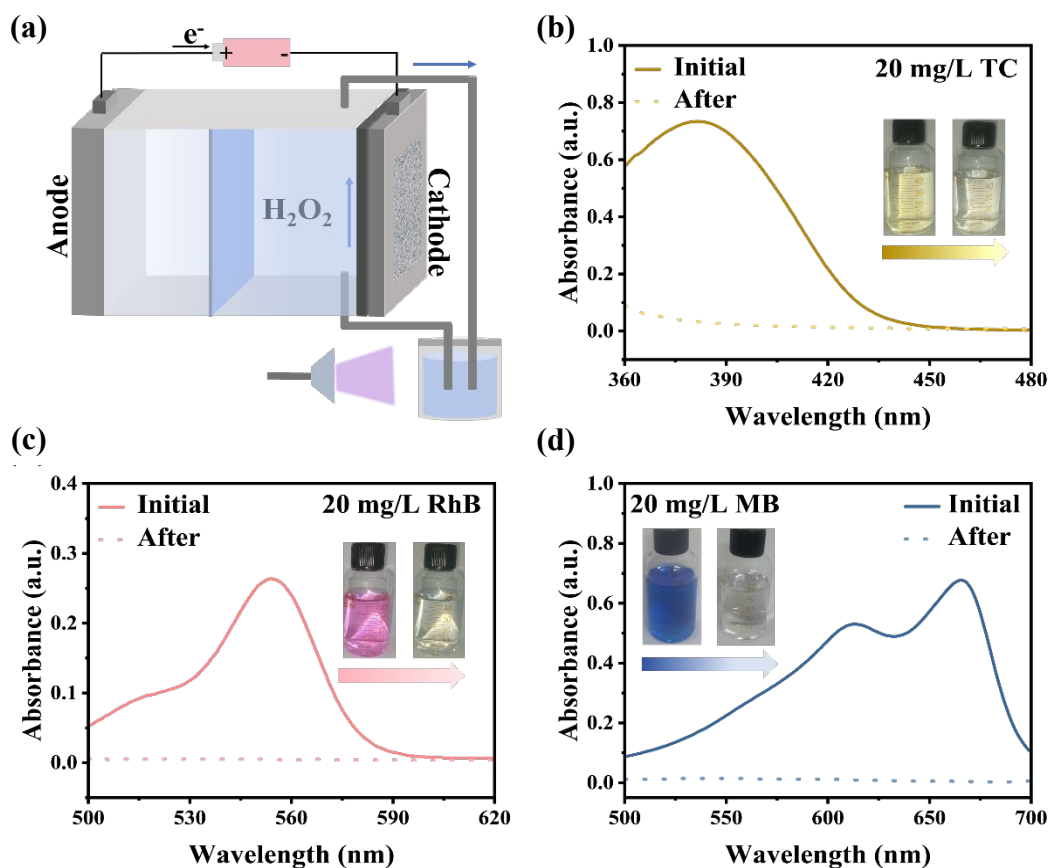 (a)
e⁻
+ -
Anode
H₂O₂
Cathode
(b)
1.0
0.8
0.6
0.4
0.2
0.0
Absorbance (a.u.)
Initial
After
20 mg/L TC
360 390 420 450 480
Wavelength (nm)
(c)
0.4
0.3
0.2
0.1
0.0
Absorbance (a.u.)
Initial
After
20 mg/L RhB
500 530 560 590 620
Wavelength (nm)
(d)
1.0
0.8
0.6
0.4
0.2
0.0
Absorbance (a.u.)
20 mg/L MB
Initial
After
500 550 600 650 700
Wavelength (nm)